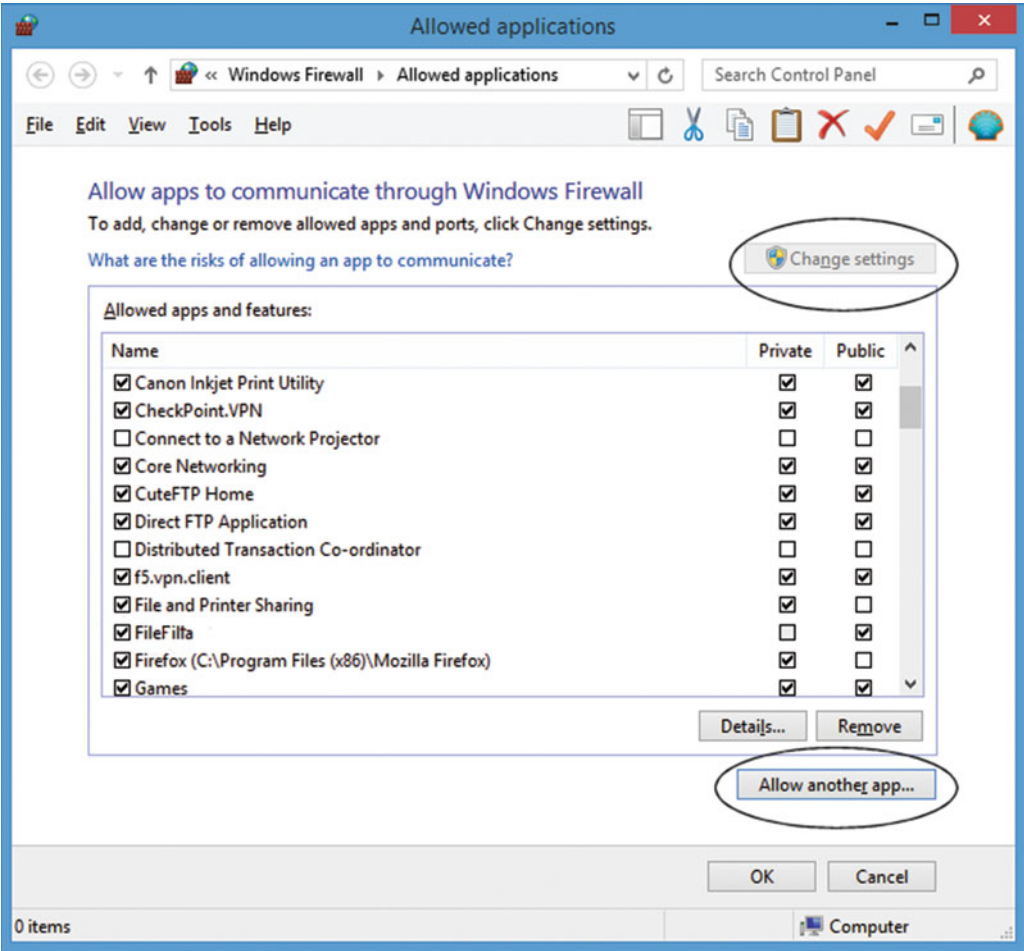 Allowed applications
« Windows Firewall Allowed applications Search Control Panel
File Edit View Tools Help
Allow apps to communicate through Windows Firewall
To add, change or remove allowed apps and ports, click Change settings.
What are the risks of allowing an app to communicate?
Change settings
Allowed apps and features:
Name Private Public
Canon Inkjet Print Utility
CheckPoint.VPN
Connect to a Network Projector
Core Networking
CuteFTP Home
Direct FTP Application
Distributed Transaction Co-ordinator
f5.vpn.client
File and Printer Sharing
FileFilta
Firefox (C:\Program Files (x86)\Mozilla Firefox)
Games
Details... Remove
Allow another app...
OK Cancel
0 items Computer